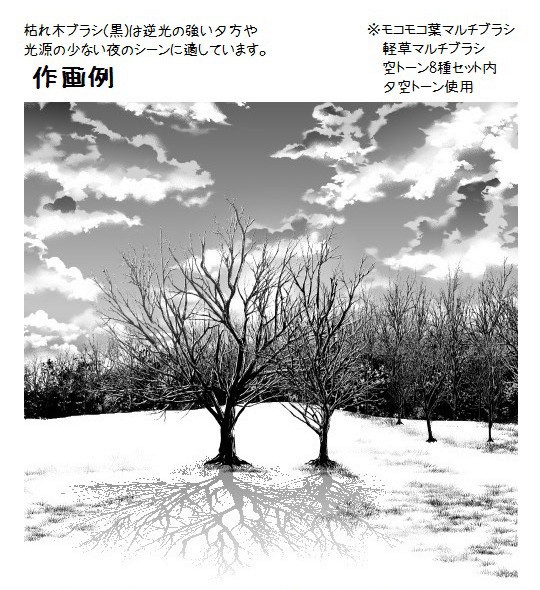 枯れ木ブラシ(黒)は逆光の強い夕方や
光源の少ない夜のシーンに適しています。
作画例
※モコモコ葉マルチブラシ
軽草マルチブラシ
空トーン8種セット内
夕空トーン使用